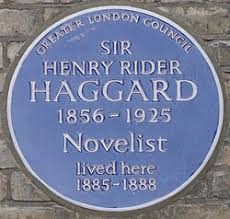 GREATER LONDON COUNCIL
SIR
HENRY RIDER
HAGGARD
1856-1925
Novelist
lived here
1885-1888